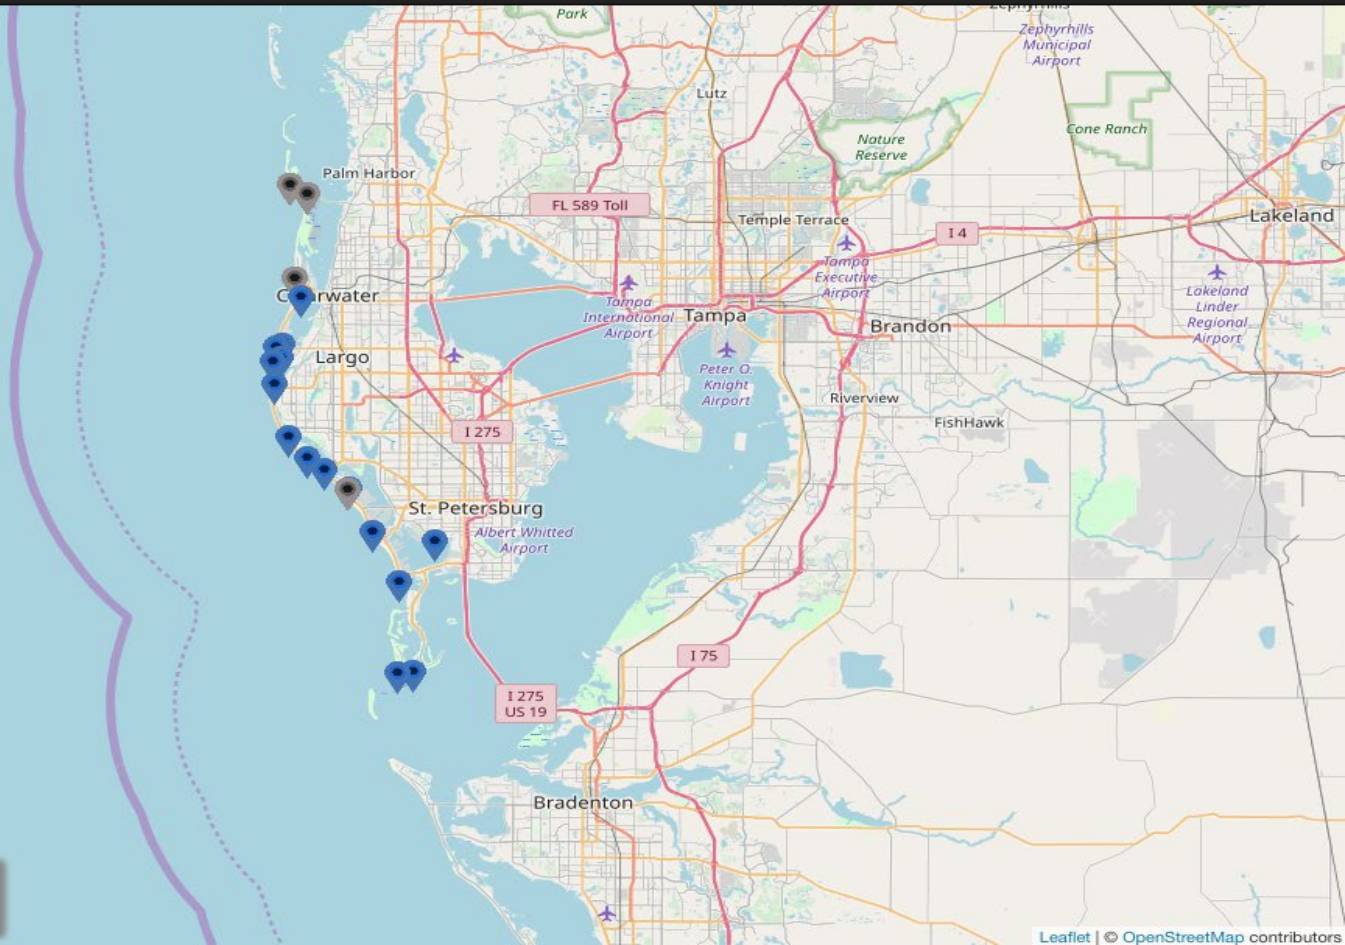 Park
Zephyrhills
Zephyrhills
Municipal
Airport
Lutz
Cone Ranch
Nature
Reserve
Palm Harbor
FL 589 Toll
Temple Terrace
Lakeland
I 4
Tampa
Executive
Airport
Clearwater
Tampa
International
Airport
Tampa
Lakeland
Linder
Regional
Airport
Brandon
Largo
Peter O.
Knight
Airport
Riverview
FishHawk
I 275
St. Petersburg
Albert Whitted
Airport
I 75
I 275
US 19
Bradenton
Leaflet | © OpenStreetMap contributors